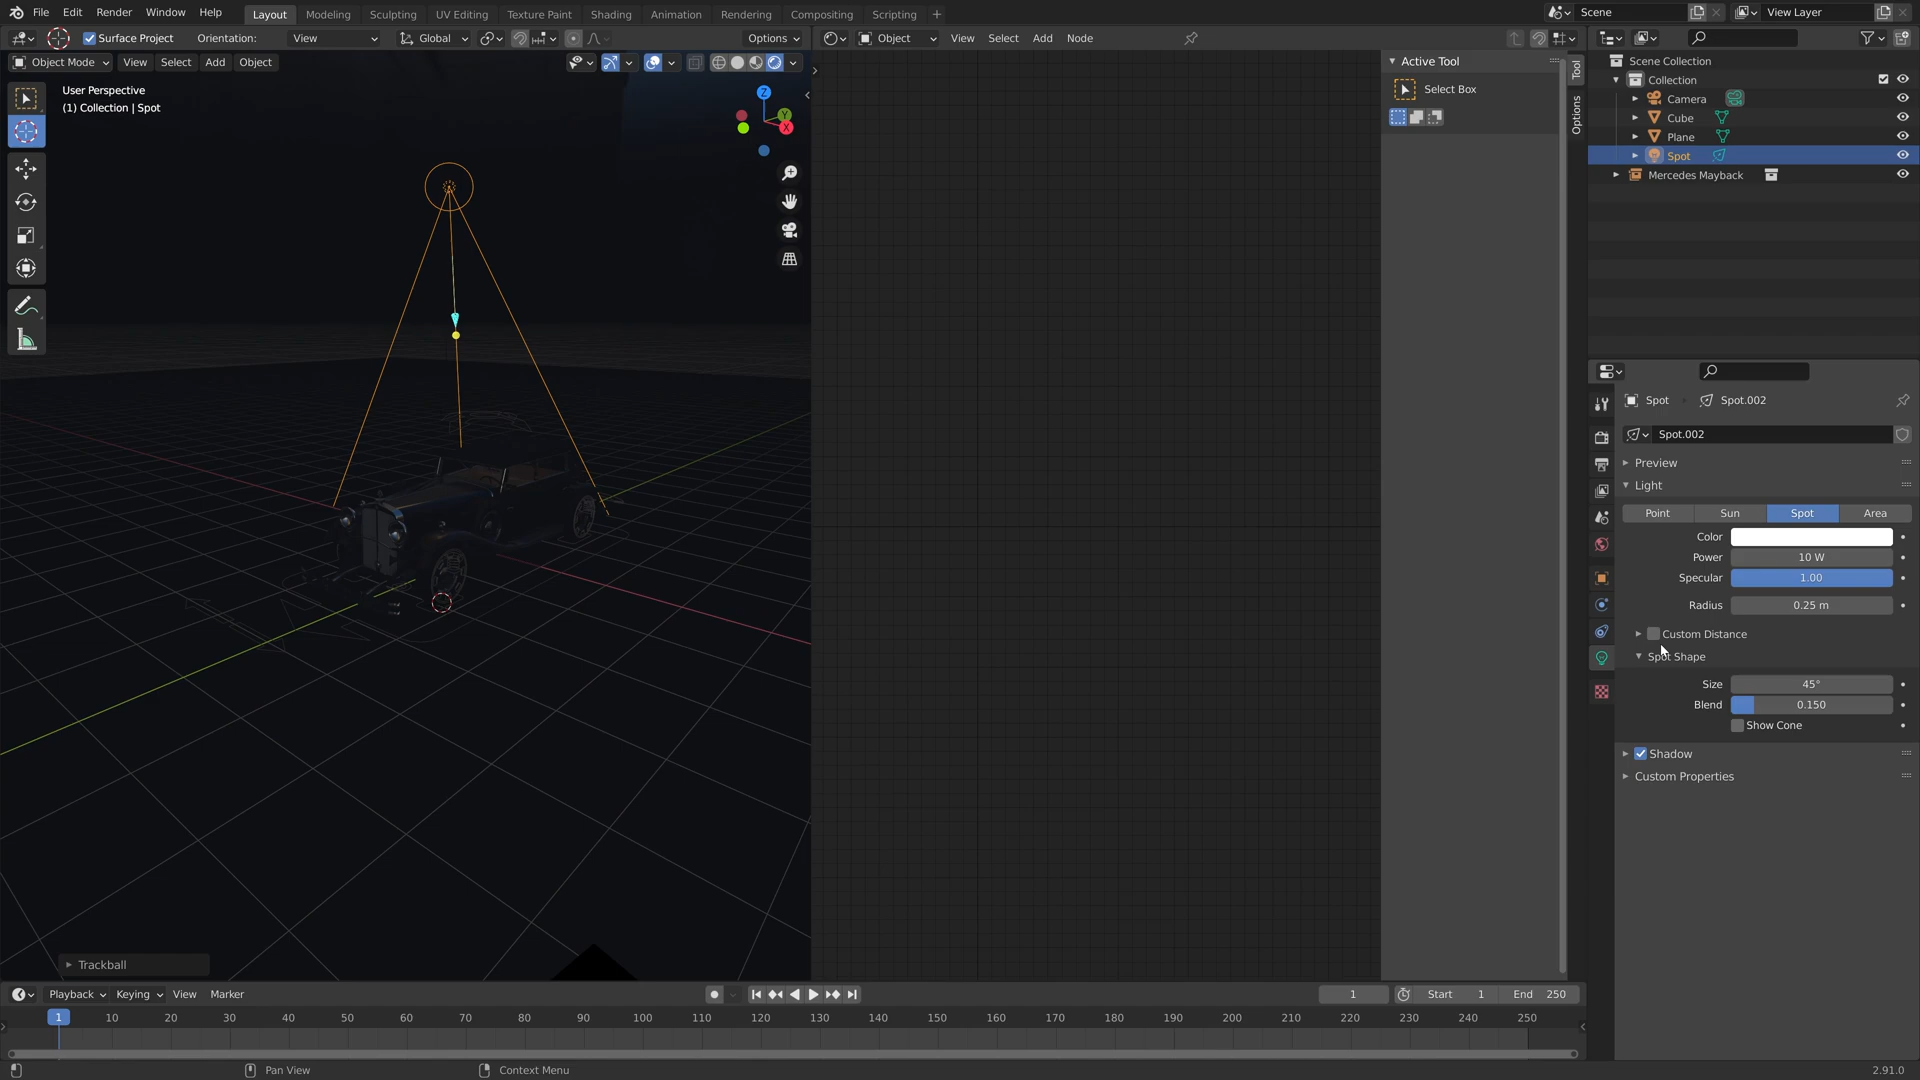 File Edit Render Window Help Layout Modeling Sculpting UV Editing Texture Paint Shading Animation Rendering Compositing Scripting + Scene View Layer
Surface Project Orientation: View Global Options Object View Select Add Node
Object Mode View Select Add Object
User Perspective
(1) Collection | Spot
Z
Y
X
Trackball
Active Tool
Select Box
Tool
Options
Scene Collection
Collection
Camera
Cube
Plane
Spot
Mercedes Mayback
Spot Spot.002
Spot.002
Preview
Light
Point Sun Spot Area
Color
Power 10 W
Specular 1.00
Radius 0.25 m
Custom Distance
Spot Shape
Size 45°
Blend 0.150
Show Cone
Shadow
Custom Properties
Playback Keying View Marker 1 Start 1 End 250
1 10 20 30 40 50 60 70 80 90 100 110 120 130 140 150 160 170 180 190 200 210 220 230 240 250
Pan View Context Menu 2.91.0